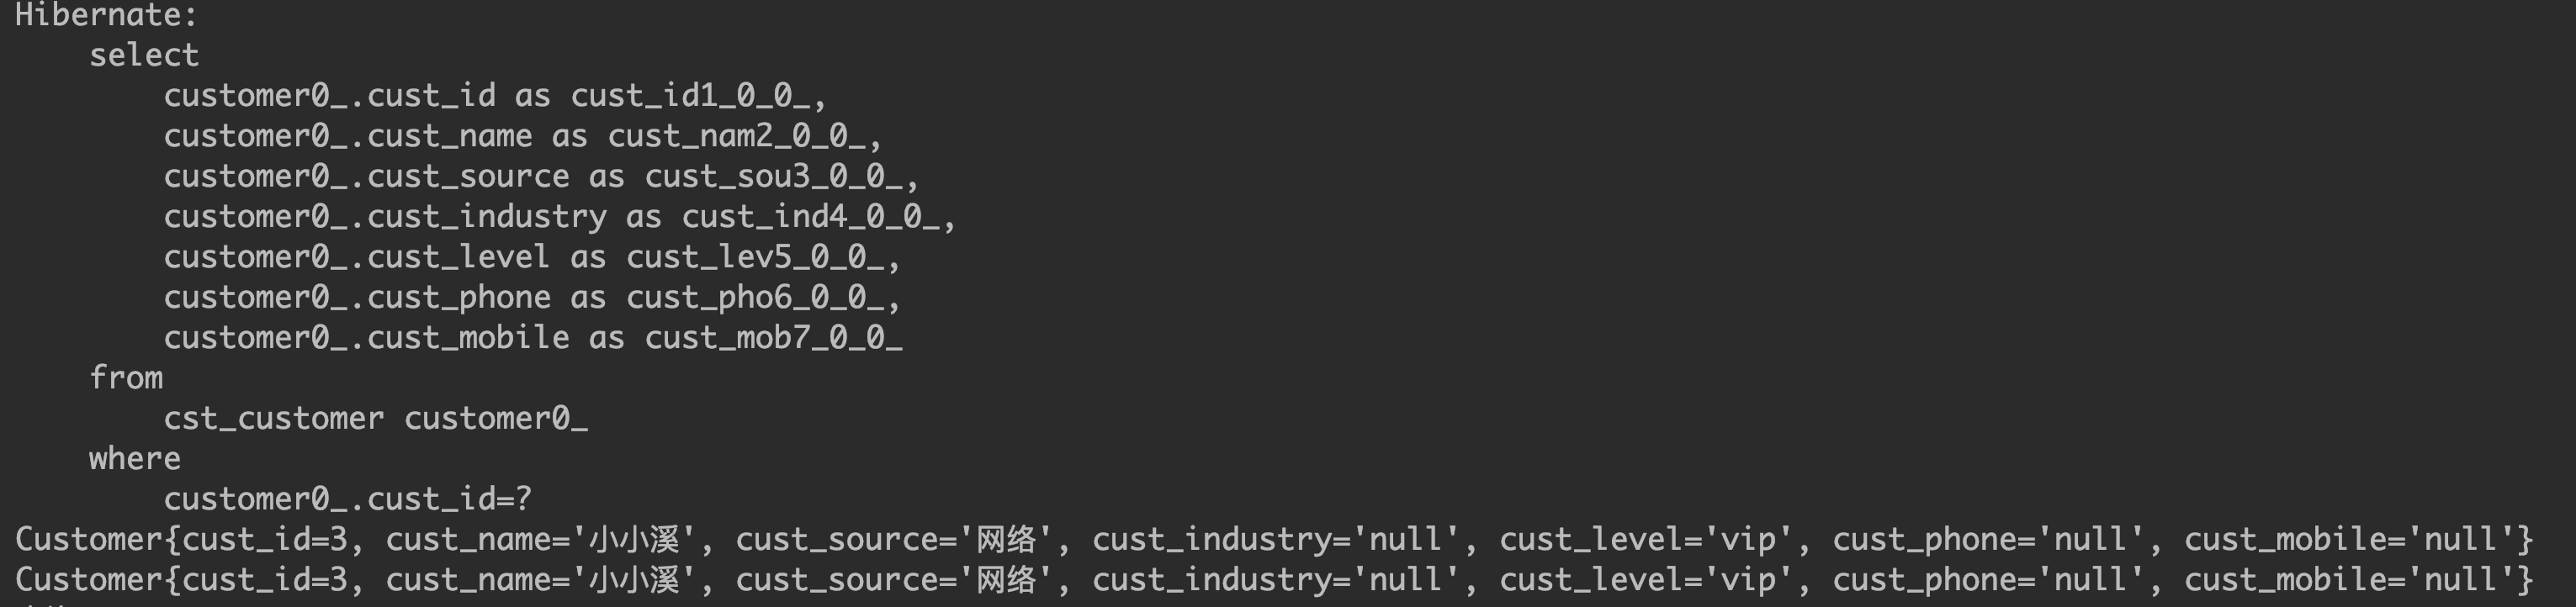 Hibernate:
    select
        customer0_.cust_id as cust_id1_0_0_,
        customer0_.cust_name as cust_nam2_0_0_,
        customer0_.cust_source as cust_sou3_0_0_,
        customer0_.cust_industry as cust_ind4_0_0_,
        customer0_.cust_level as cust_lev5_0_0_,
        customer0_.cust_phone as cust_pho6_0_0_,
        customer0_.cust_mobile as cust_mob7_0_0_
    from
        cst_customer customer0_
    where
        customer0_.cust_id=?
Customer{cust_id=3, cust_name='小小溪', cust_source='网络', cust_industry='null', cust_level='vip', cust_phone='null', cust_mobile='null'}
Customer{cust_id=3, cust_name='小小溪', cust_source='网络', cust_industry='null', cust_level='vip', cust_phone='null', cust_mobile='null'}